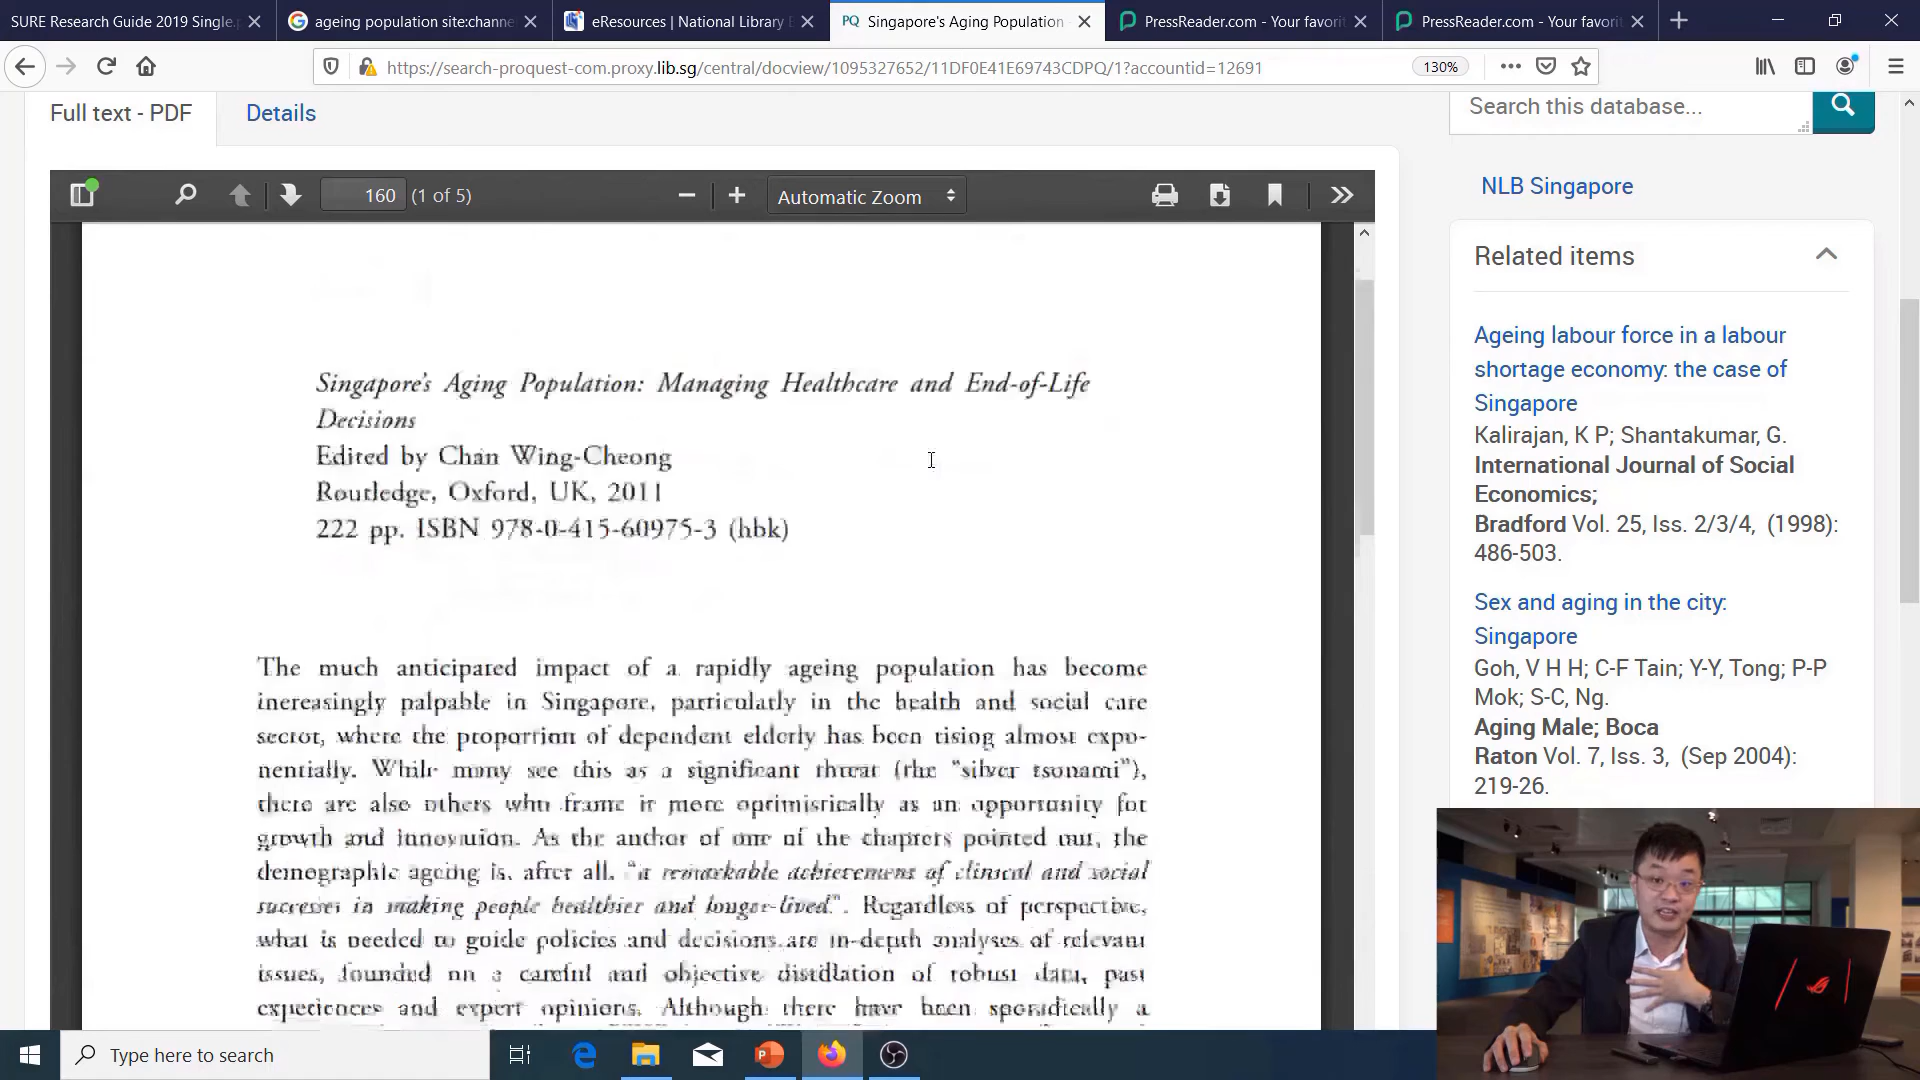 SURE Research Guide 2019 Single.p
ageing population site:channe
eResources | National Library
Singapore's Aging Population
PressReader.com - Your favorit
PressReader.com - Your favorit
https://search-proquest-com.proxy.lib.sg/central/docview/1095327652/11DF0E41E69743CDPQ/1?accountid=12691
130%
Full text - PDF
Details
Search this database...
160 (1 of 5)
Automatic Zoom
NLB Singapore
Related items
Ageing labour force in a labour
shortage economy: the case of
Singapore
Kalirajan, K P; Shantakumar, G.
International Journal of Social
Economics;
Bradford Vol. 25, Iss. 2/3/4, (1998):
486-503.
Sex and aging in the city:
Singapore
Goh, V H H; C-F Tain; Y-Y, Tong; P-P
Mok; S-C, Ng.
Aging Male; Boca
Raton Vol. 7, Iss. 3, (Sep 2004):
219-26.
Singapore's Aging Population: Managing Healthcare and End-of-Life
Decisions
Edited by Chan Wing-Cheong
Routledge, Oxford, UK, 2011
222 pp. ISBN 978-0-415-60975-3 (hbk)
The much anticipated impact of a rapidly ageing population has become
increasingly palpable in Singapore, particularly in the health and social care
sector, where the proportion of dependent elderly has been rising almost expo-
nentially. While many see this as a significant threat (the "silver tsunami"),
there are also others who frame it more optimistically as an opportunity for
growth and innovation. As the author of one of the chapters pointed out, the
demographic ageing is, after all, "a remarkable achievement of clinical and social
successes in making people healthier and longer-lived". Regardless of perspective,
what is needed to guide policies and decisions are in-depth analyses of relevant
issues, founded on a careful and objective distillation of robust data, past
experiences and expert opinions. Although there have been sporadically a
Type here to search